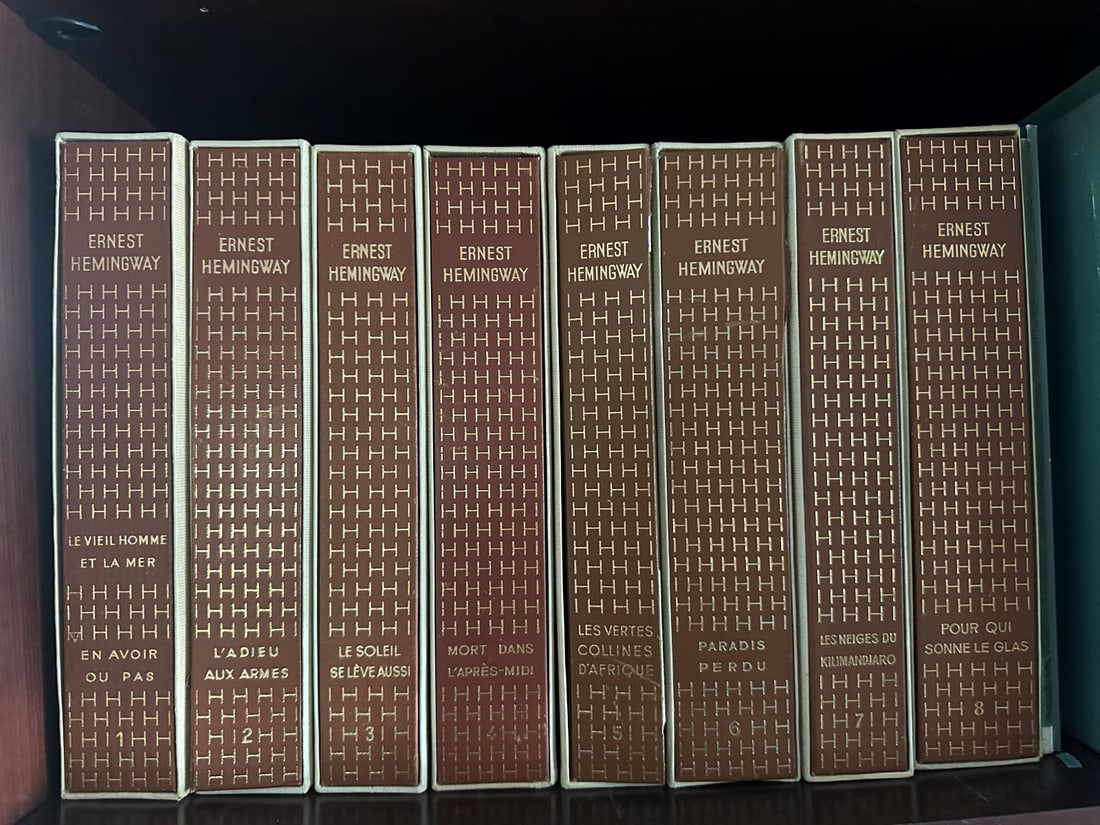 ERNEST
HEMINGWAY
LE VIEIL HOMME
ET LA MER
EN AVOIR
OU PAS
1
ERNEST
HEMINGWAY
L'ADIEU
AUX ARMES
2
ERNEST
HEMINGWAY
LE SOLEIL
SE LÈVE AUSSI
3
ERNEST
HEMINGWAY
MORT DANS
L'APRÈS-MIDI
4
ERNEST
HEMINGWAY
LES VERTES
COLLINES
D'AFRIQUE
5
ERNEST
HEMINGWAY
PARADIS
PERDU
6
ERNEST
HEMINGWAY
LES NEIGES DU
KILIMANDJARO
7
ERNEST
HEMINGWAY
POUR QUI
SONNE LE GLAS
8